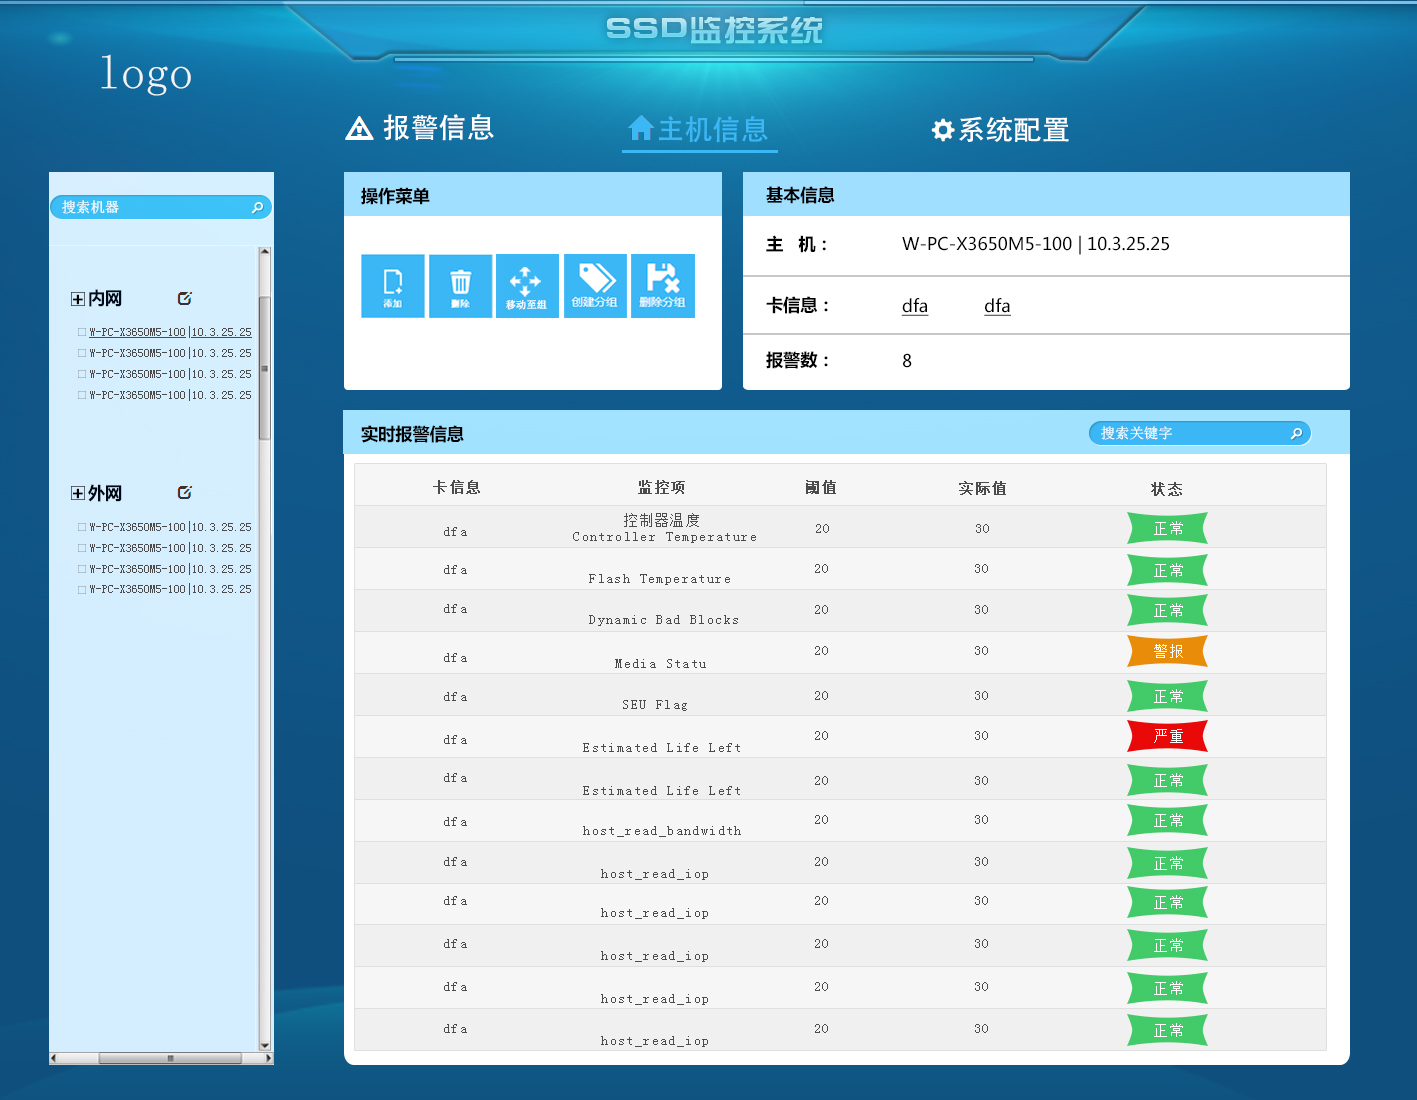 SSD监控系统
logo
报警信息
主机信息
系统配置
搜索机器
内网
W-PC-X3650M5-100|10.3.25.25
W-PC-X3650M5-100|10.3.25.25
W-PC-X3650M5-100|10.3.25.25
W-PC-X3650M5-100|10.3.25.25
外网
W-PC-X3650M5-100|10.3.25.25
W-PC-X3650M5-100|10.3.25.25
W-PC-X3650M5-100|10.3.25.25
W-PC-X3650M5-100|10.3.25.25
操作菜单
添加 删除 移动至组 创建分组 删除分组
基本信息
主 机： W-PC-X3650M5-100 | 10.3.25.25
卡信息： dfa dfa
报警数： 8
实时报警信息 搜索关键字
卡信息 监控项 阈值 实际值 状态
控制器温度
dfa Controller Temperature 20 30 正常
dfa Flash Temperature 20 30 正常
dfa Dynamic Bad Blocks 20 30 正常
dfa Media Statu 20 30 警报
dfa SEU Flag 20 30 正常
dfa Estimated Life Left 20 30 严重
dfa Estimated Life Left 20 30 正常
dfa host_read_bandwidth 20 30 正常
dfa host_read_iop 20 30 正常
dfa host_read_iop 20 30 正常
dfa host_read_iop 20 30 正常
dfa host_read_iop 20 30 正常
dfa host_read_iop 20 30 正常